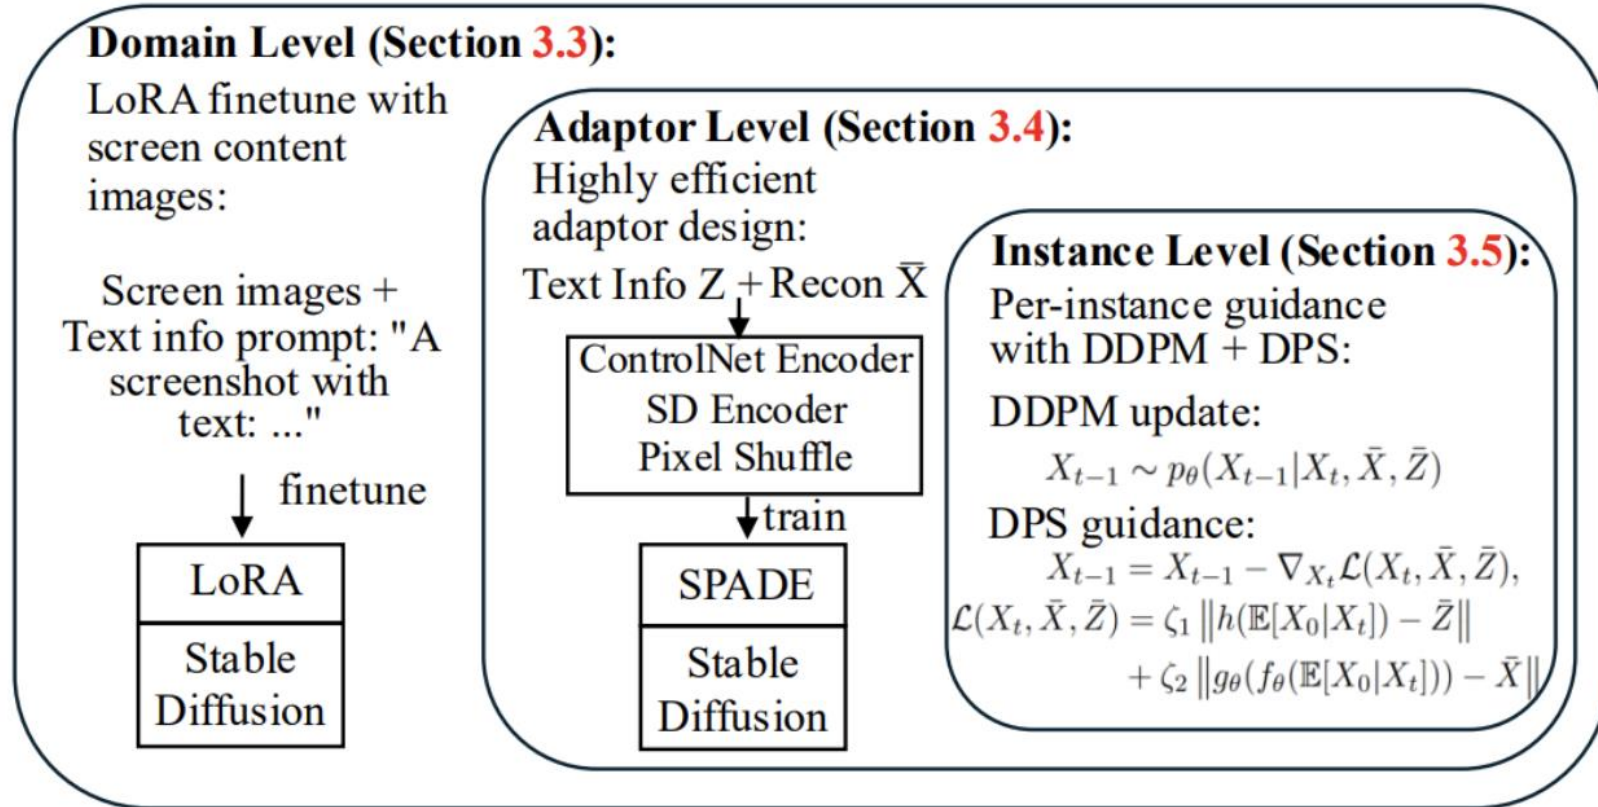 Domain Level (Section 3.3):
LoRA finetune with
screen content
images:
Screen images +
Text info prompt: "A
screenshot with
text: ..."
finetune
LoRA
Stable
Diffusion
Adaptor Level (Section 3.4):
Highly efficient
adaptor design:
Text Info Z + Recon X̄
ControlNet Encoder
SD Encoder
Pixel Shuffle
train
SPADE
Stable
Diffusion
Instance Level (Section 3.5):
Per-instance guidance
with DDPM + DPS:
DDPM update:
X_{t−1} ∼ p_θ(X_{t−1}|X_t, X̄, Z̄)
DPS guidance:
X_{t−1} = X_{t−1} − ∇_{X_t} ℒ(X_t, X̄, Z̄),
ℒ(X_t, X̄, Z̄) = ζ₁ ‖h(𝔼[X₀|X_t]) − Z̄‖
+ ζ₂ ‖g_θ(f_θ(𝔼[X₀|X_t])) − X̄‖